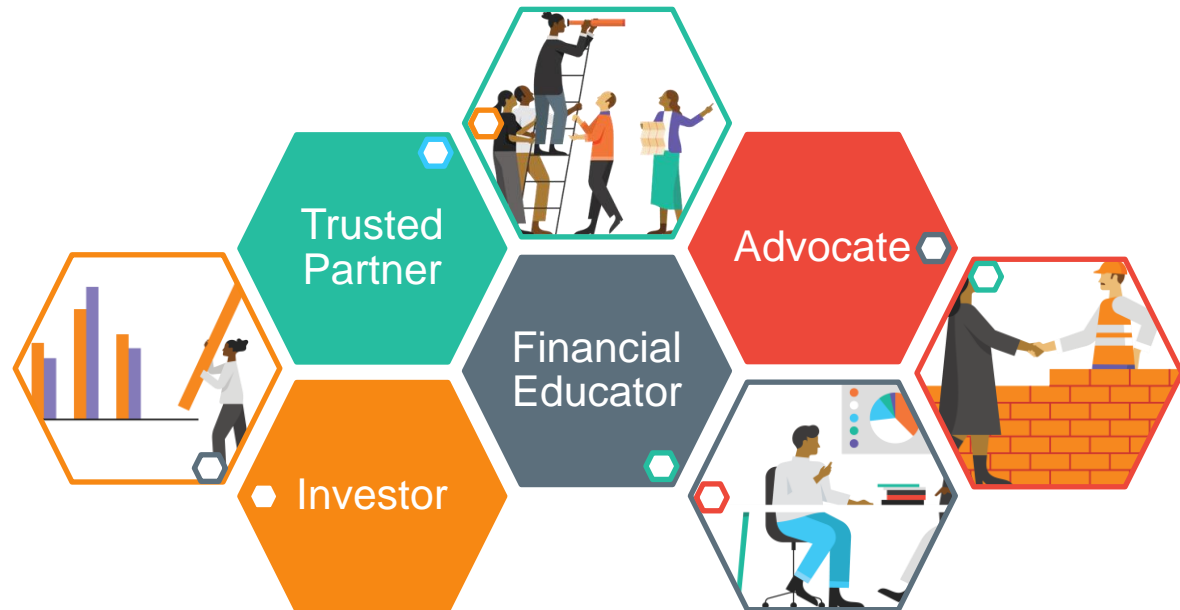 Trusted
Partner
Advocate
Financial
Educator
Investor